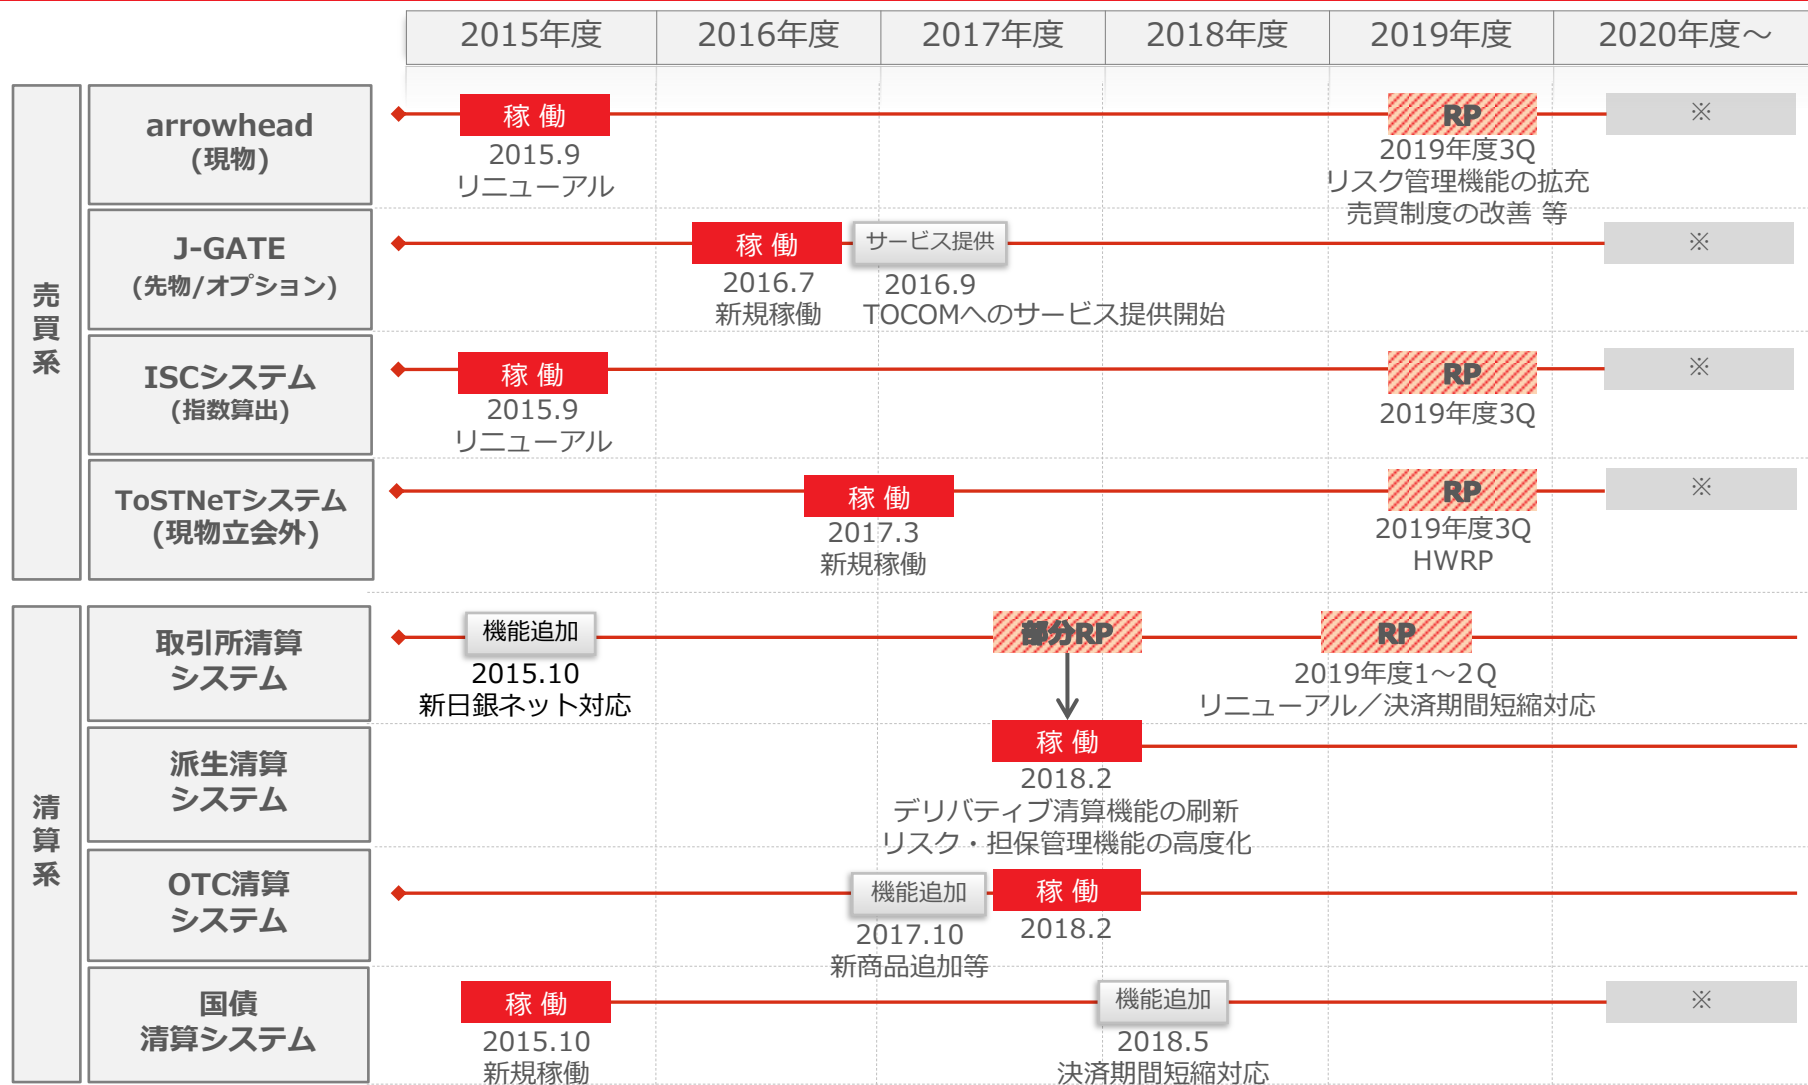 2015年度 2016年度 2017年度 2018年度 2019年度 2020年度～
売買系
arrowhead
(現物)
稼 働
2015.9
リニューアル
RP
2019年度3Q
リスク管理機能の拡充
売買制度の改善 等
※
J-GATE
(先物/オプション)
稼 働
2016.7
新規稼働
サービス提供
2016.9
TOCOMへのサービス提供開始
※
ISCシステム
(指数算出)
稼 働
2015.9
リニューアル
RP
2019年度3Q
※
ToSTNeTシステム
(現物立会外)
稼 働
2017.3
新規稼働
RP
2019年度3Q
HWRP
※
清算系
取引所清算
システム
機能追加
2015.10
新日銀ネット対応
部分RP
RP
2019年度1～2Q
リニューアル／決済期間短縮対応
派生清算
システム
稼 働
2018.2
デリバティブ清算機能の刷新
リスク・担保管理機能の高度化
OTC清算
システム
機能追加
2017.10
新商品追加等
稼 働
2018.2
国債
清算システム
稼 働
2015.10
新規稼働
機能追加
2018.5
決済期間短縮対応
※